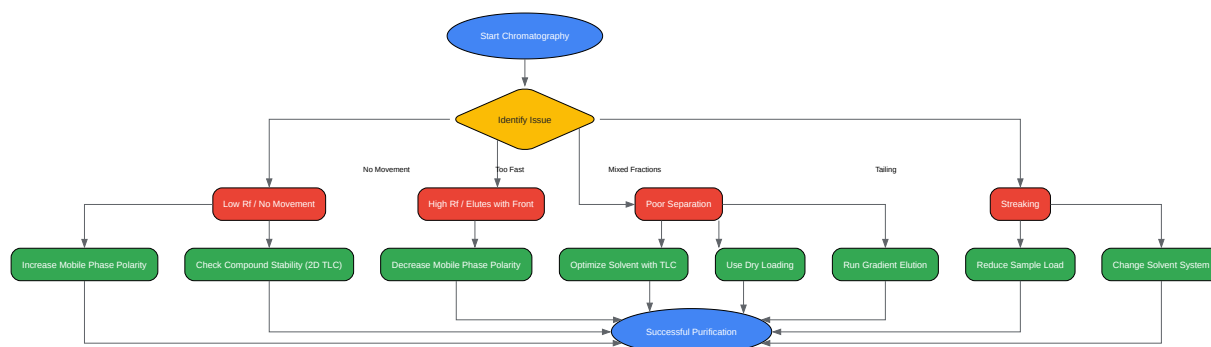 Start Chromatography
Identify Issue
No Movement
Too Fast
Mixed Fractions
Tailing
Low Rf / No Movement
High Rf / Elutes with Front
Poor Separation
Streaking
Increase Mobile Phase Polarity
Check Compound Stability (2D TLC)
Decrease Mobile Phase Polarity
Optimize Solvent with TLC
Use Dry Loading
Run Gradient Elution
Reduce Sample Load
Change Solvent System
Successful Purification